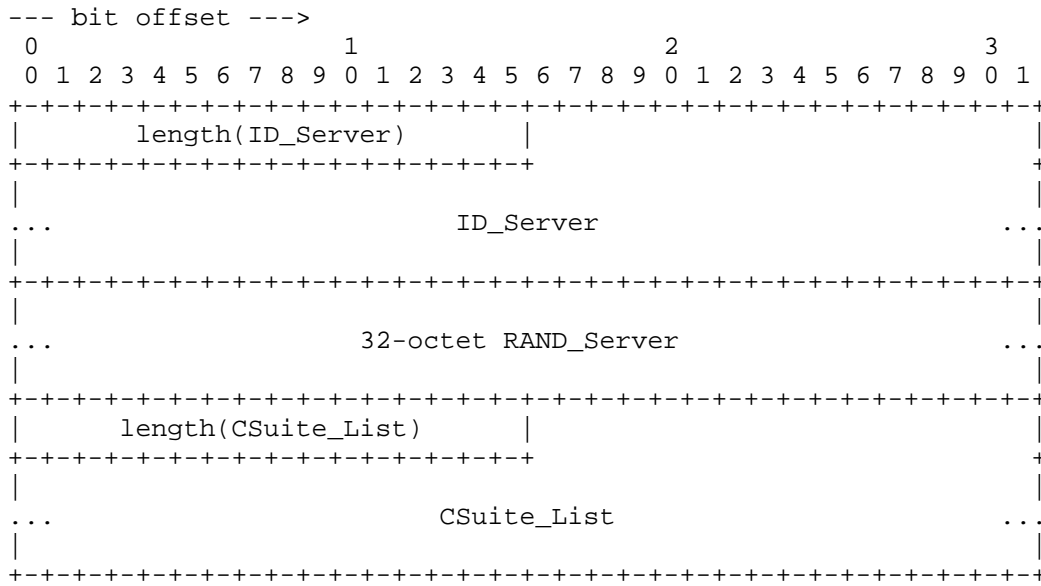 --- bit offset --->
 0                   1                   2                   3
 0 1 2 3 4 5 6 7 8 9 0 1 2 3 4 5 6 7 8 9 0 1 2 3 4 5 6 7 8 9 0 1
+-+-+-+-+-+-+-+-+-+-+-+-+-+-+-+-+-+-+-+-+-+-+-+-+-+-+-+-+-+-+-+-+
|       length(ID_Server)       |                               |
+-+-+-+-+-+-+-+-+-+-+-+-+-+-+-+-+                               +
|                                                               |
...                         ID_Server                         ...
|                                                               |
+-+-+-+-+-+-+-+-+-+-+-+-+-+-+-+-+-+-+-+-+-+-+-+-+-+-+-+-+-+-+-+-+
|                                                               |
...                   32-octet RAND_Server                    ...
|                                                               |
+-+-+-+-+-+-+-+-+-+-+-+-+-+-+-+-+-+-+-+-+-+-+-+-+-+-+-+-+-+-+-+-+
|      length(CSuite_List)      |                               |
+-+-+-+-+-+-+-+-+-+-+-+-+-+-+-+-+                               +
|                                                               |
...                        CSuite_List                        ...
|                                                               |
+-+-+-+-+-+-+-+-+-+-+-+-+-+-+-+-+-+-+-+-+-+-+-+-+-+-+-+-+-+-+-+-+